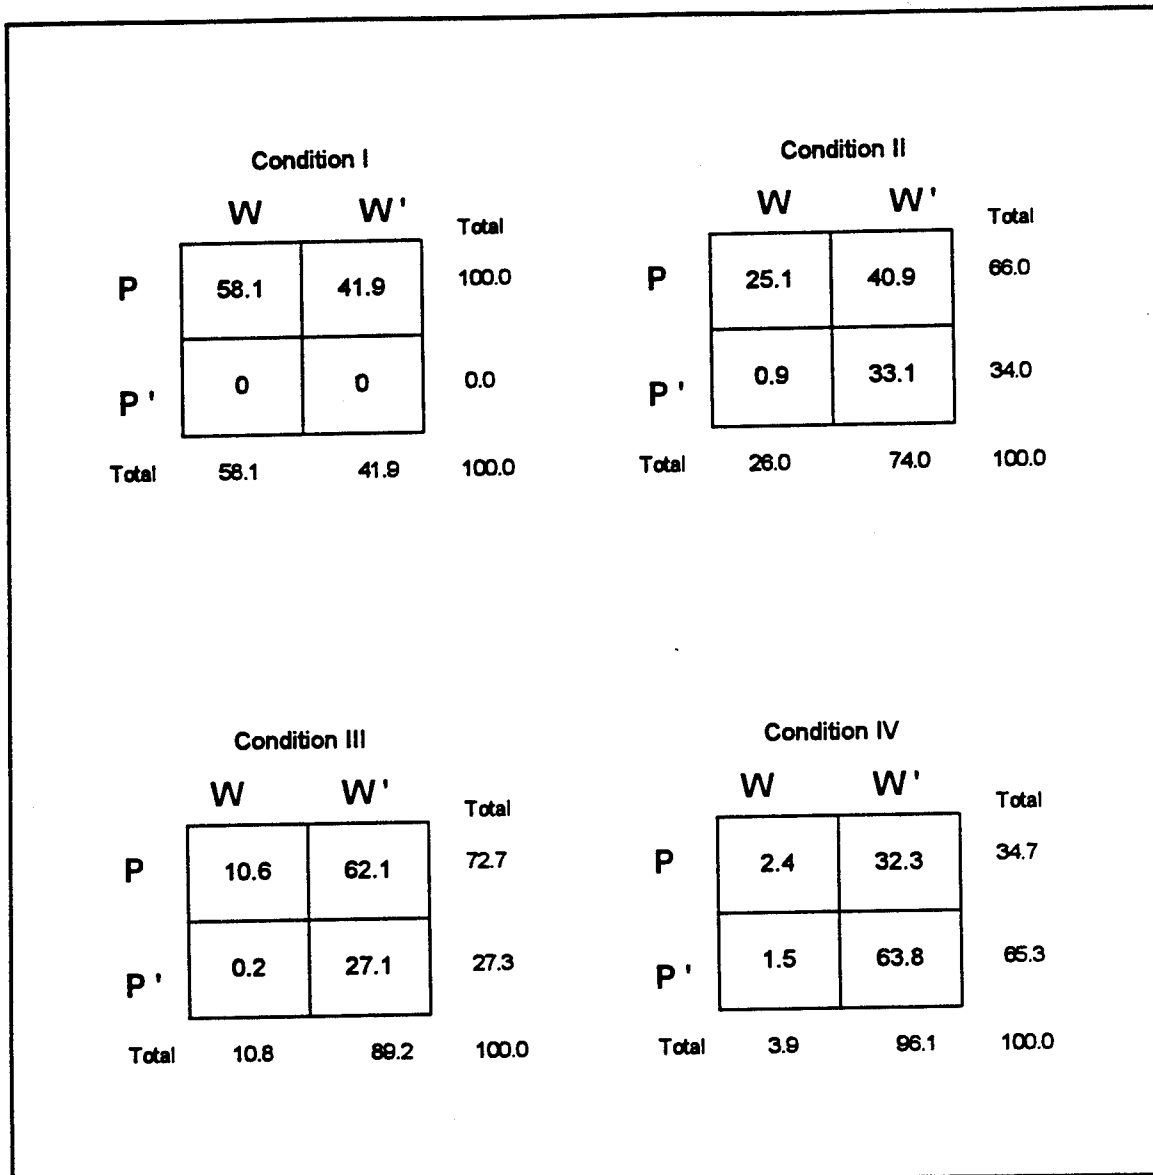 Condition I
W W' Total
P 58.1 41.9 100.0
P' 0 0 0.0
Total 58.1 41.9 100.0
Condition II
W W' Total
P 25.1 40.9 66.0
P' 0.9 33.1 34.0
Total 26.0 74.0 100.0
Condition III
W W' Total
P 10.6 62.1 72.7
P' 0.2 27.1 27.3
Total 10.8 89.2 100.0
Condition IV
W W' Total
P 2.4 32.3 34.7
P' 1.5 63.8 65.3
Total 3.9 96.1 100.0